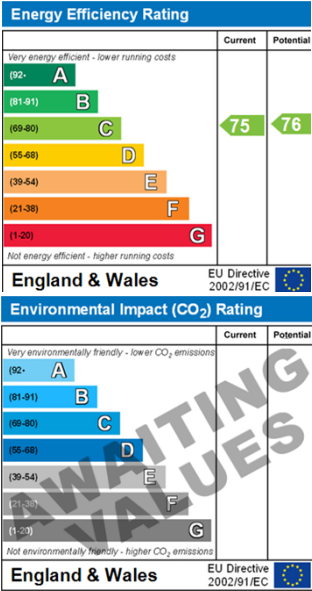 Energy Efficiency Rating
Current Potential
Very energy efficient - lower running costs
(92- A
(81-91) B
(69-80) C
75 76
(55-68) D
(39-54) E
(21-38) F
(1-20) G
Not energy efficient - higher running costs
England & Wales
EU Directive
2002/91/EC
Environmental Impact (CO₂) Rating
Current Potential
Very environmentally friendly - lower CO₂ emissions
(92- A
(81-91) B
(69-80) C
(55-68) D
(39-54) E
(21-38) F
(1-20) G
AWAITING
VALUES
Not environmentally friendly - higher CO₂ emissions
England & Wales
EU Directive
2002/91/EC